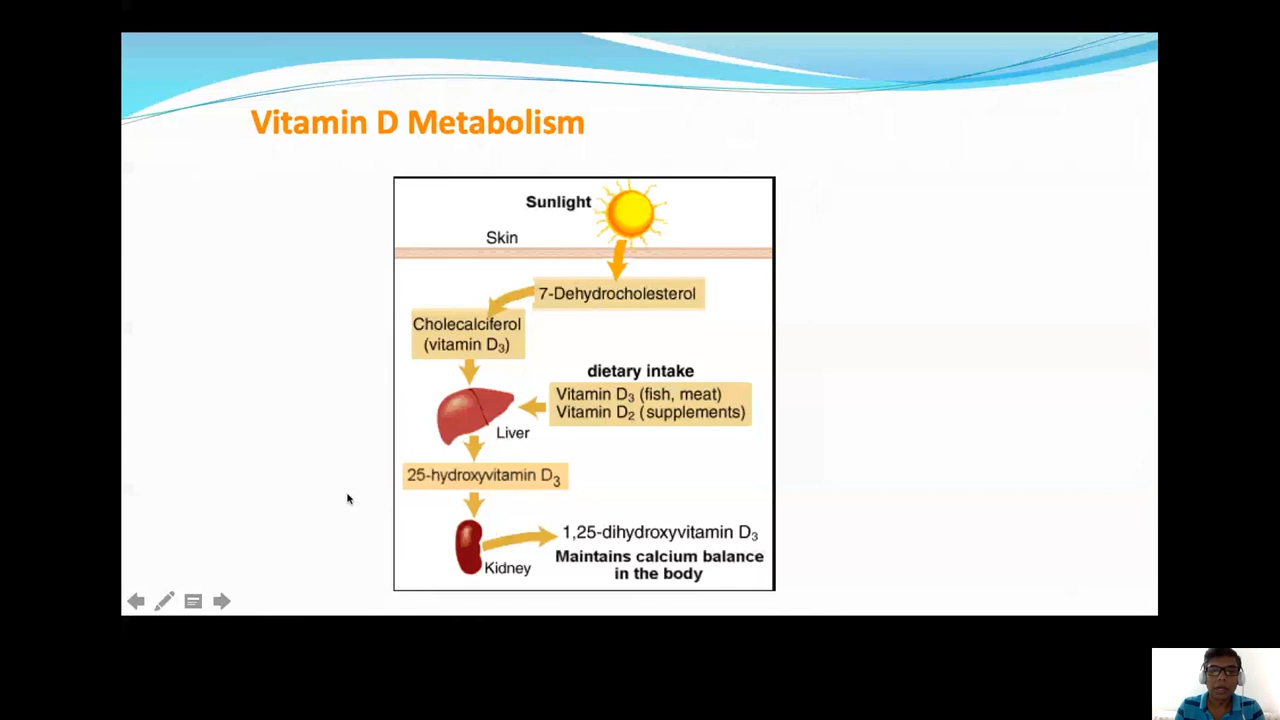 Vitamin D Metabolism
Sunlight
Skin
7-Dehydrocholesterol
Cholecalciferol
(vitamin D₃)
dietary intake
Vitamin D₃ (fish, meat)
Vitamin D₂ (supplements)
Liver
25-hydroxyvitamin D₃
1,25-dihydroxyvitamin D₃
Kidney
Maintains calcium balance
in the body